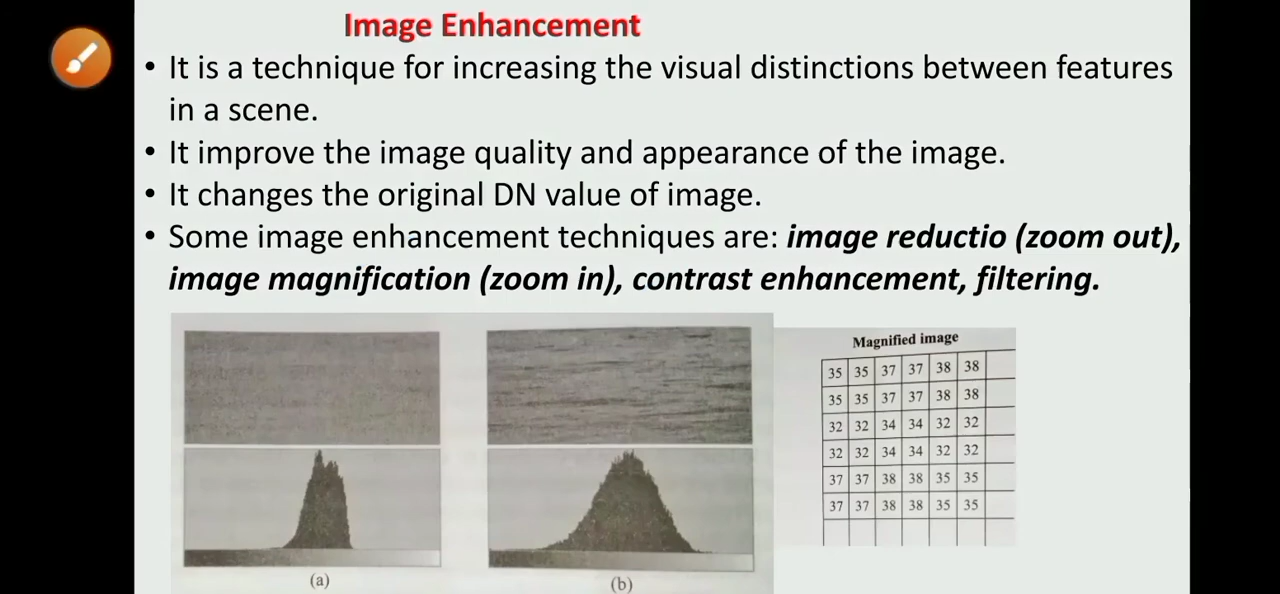 Image Enhancement
• It is a technique for increasing the visual distinctions between features
in a scene.
• It improve the image quality and appearance of the image.
• It changes the original DN value of image.
• Some image enhancement techniques are: image reductio (zoom out),
image magnification (zoom in), contrast enhancement, filtering.
(a)
(b)
Magnified image
35 35 37 37 38 38
35 35 37 37 38 38
32 32 34 34 32 32
32 32 34 34 32 32
37 37 38 38 35 35
37 37 38 38 35 35